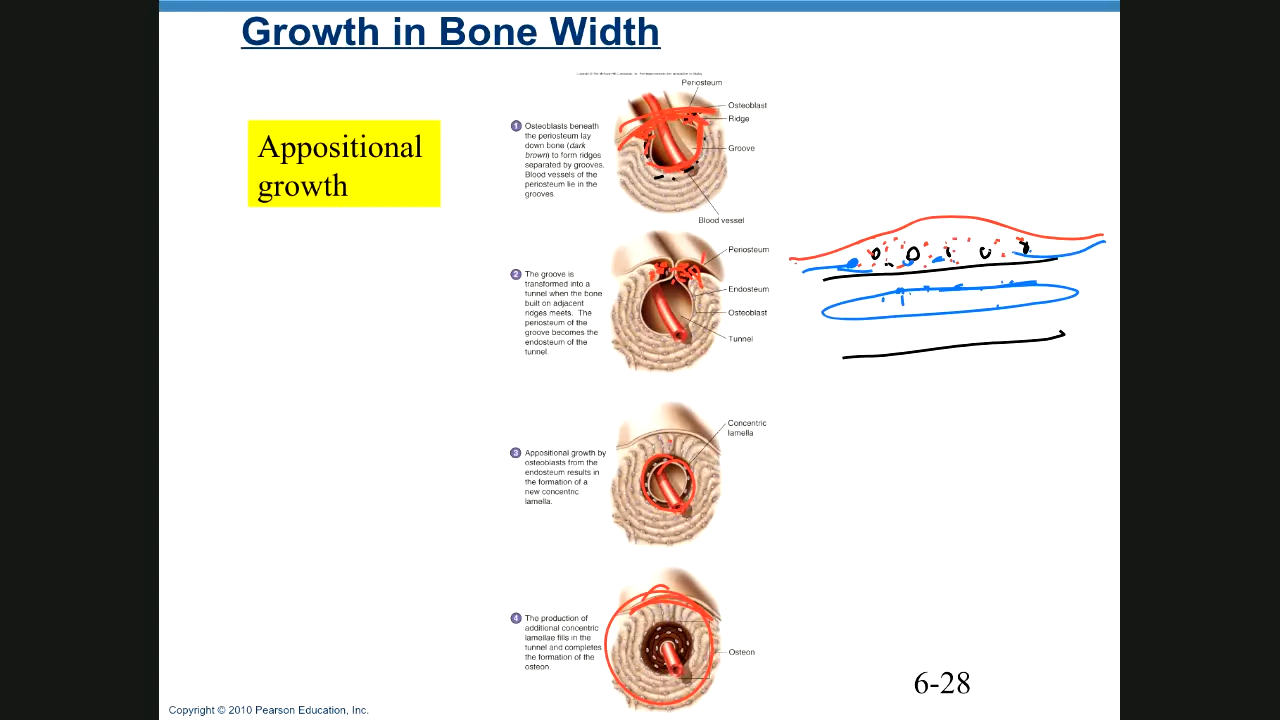 Growth in Bone Width
Appositional
growth
Periosteum
Osteoblast
Ridge
Groove
Blood vessel
1 Osteoblasts beneath
the periosteum lay
down bone (dark
brown) to form ridges
separated by grooves.
Blood vessels of the
periosteum lie in the
grooves.
Periosteum
Endosteum
Osteoblast
Tunnel
2 The groove is
transformed into a
tunnel when the bone
built on adjacent
ridges meets. The
periosteum of the
groove becomes the
endosteum of the
tunnel.
Concentric
lamella
3 Appositional growth by
osteoblasts from the
endosteum results in
the formation of a
new concentric
lamella.
4 The production of
additional concentric
lamellae fills in the
tunnel and completes
the formation of the
osteon.
Osteon
6-28
Copyright © 2010 Pearson Education, Inc.